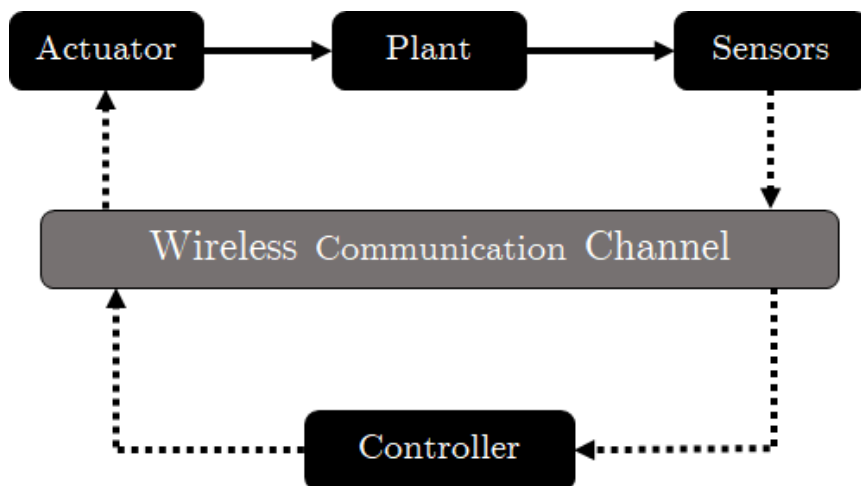 Actuator
Plant
Sensors
Wireless Communication Channel
Controller